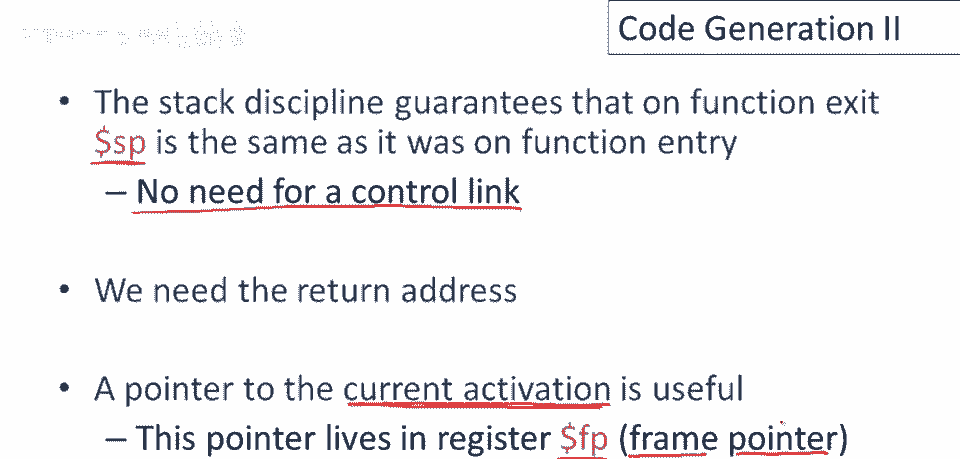 Code Generation II
• The stack discipline guarantees that on function exit
$sp is the same as it was on function entry
– No need for a control link
• We need the return address
• A pointer to the current activation is useful
– This pointer lives in register $fp (frame pointer)